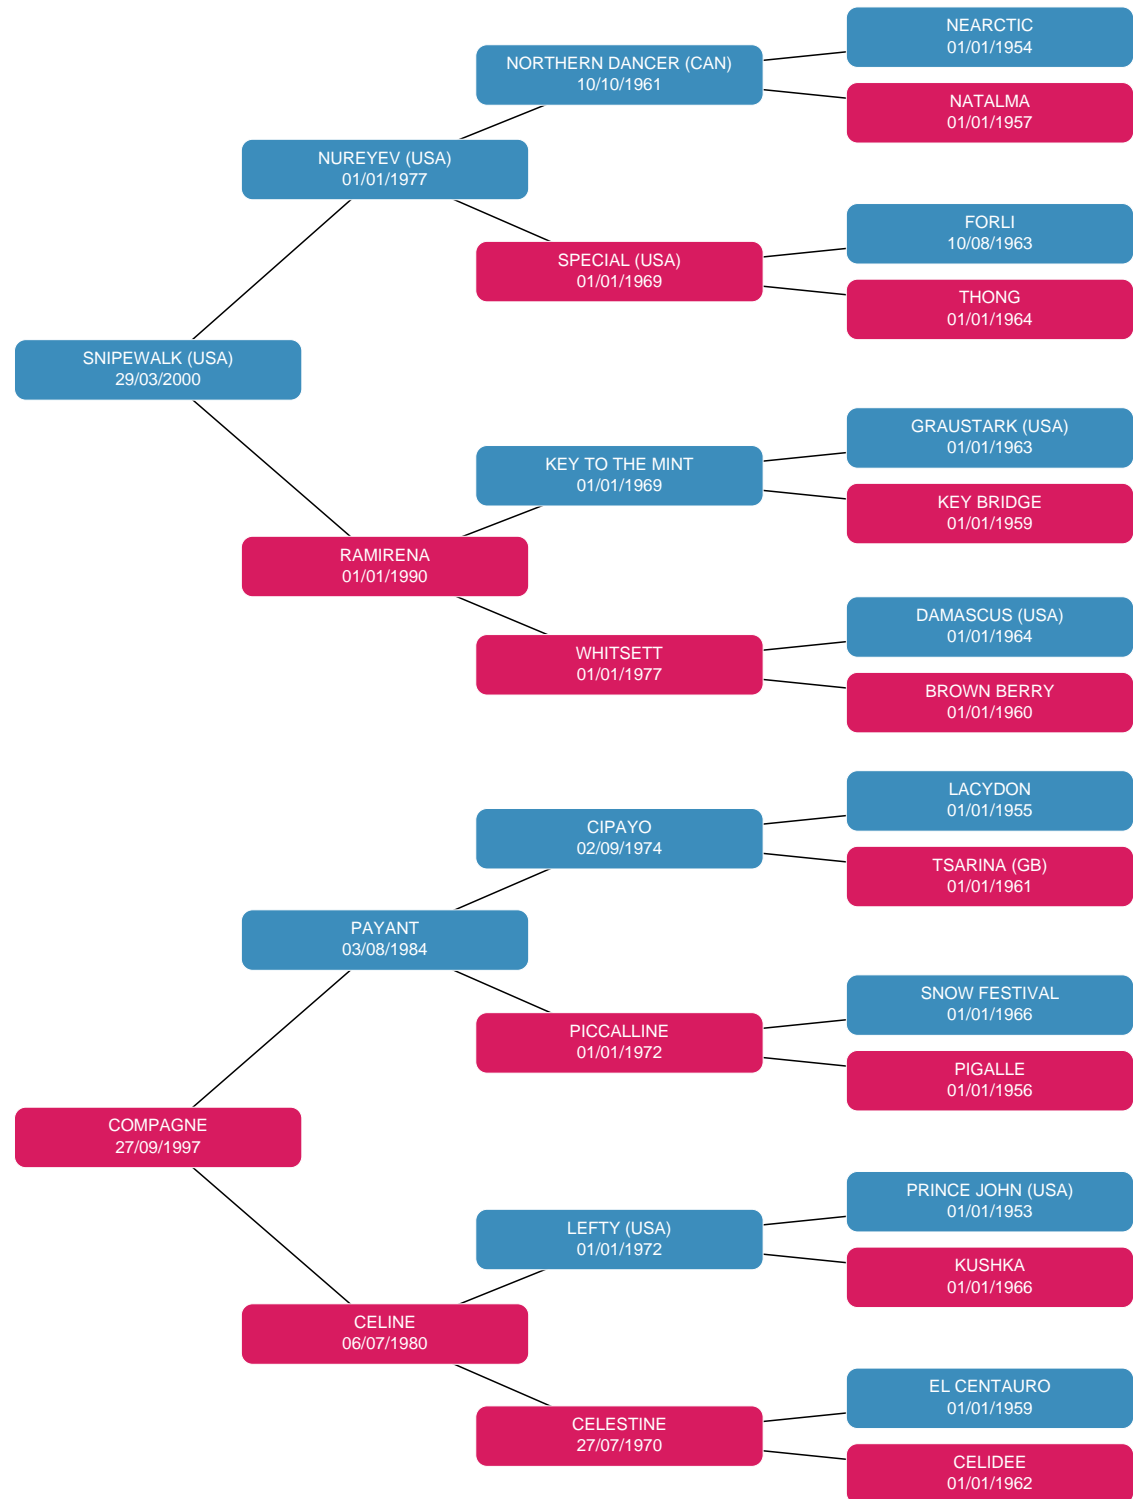 NEARCTIC
01/01/1954
NORTHERN DANCER (CAN)
10/10/1961
NATALMA
01/01/1957
NUREYEV (USA)
01/01/1977
FORLI
10/08/1963
SPECIAL (USA)
01/01/1969
THONG
01/01/1964
SNIPEWALK (USA)
29/03/2000
GRAUSTARK (USA)
01/01/1963
KEY TO THE MINT
01/01/1969
KEY BRIDGE
01/01/1959
RAMIRENA
01/01/1990
DAMASCUS (USA)
01/01/1964
WHITSETT
01/01/1977
BROWN BERRY
01/01/1960
LACYDON
01/01/1955
CIPAYO
02/09/1974
TSARINA (GB)
01/01/1961
PAYANT
03/08/1984
SNOW FESTIVAL
01/01/1966
PICCALLINE
01/01/1972
PIGALLE
01/01/1956
COMPAGNE
27/09/1997
PRINCE JOHN (USA)
01/01/1953
LEFTY (USA)
01/01/1972
KUSHKA
01/01/1966
CELINE
06/07/1980
EL CENTAURO
01/01/1959
CELESTINE
27/07/1970
CELIDEE
01/01/1962